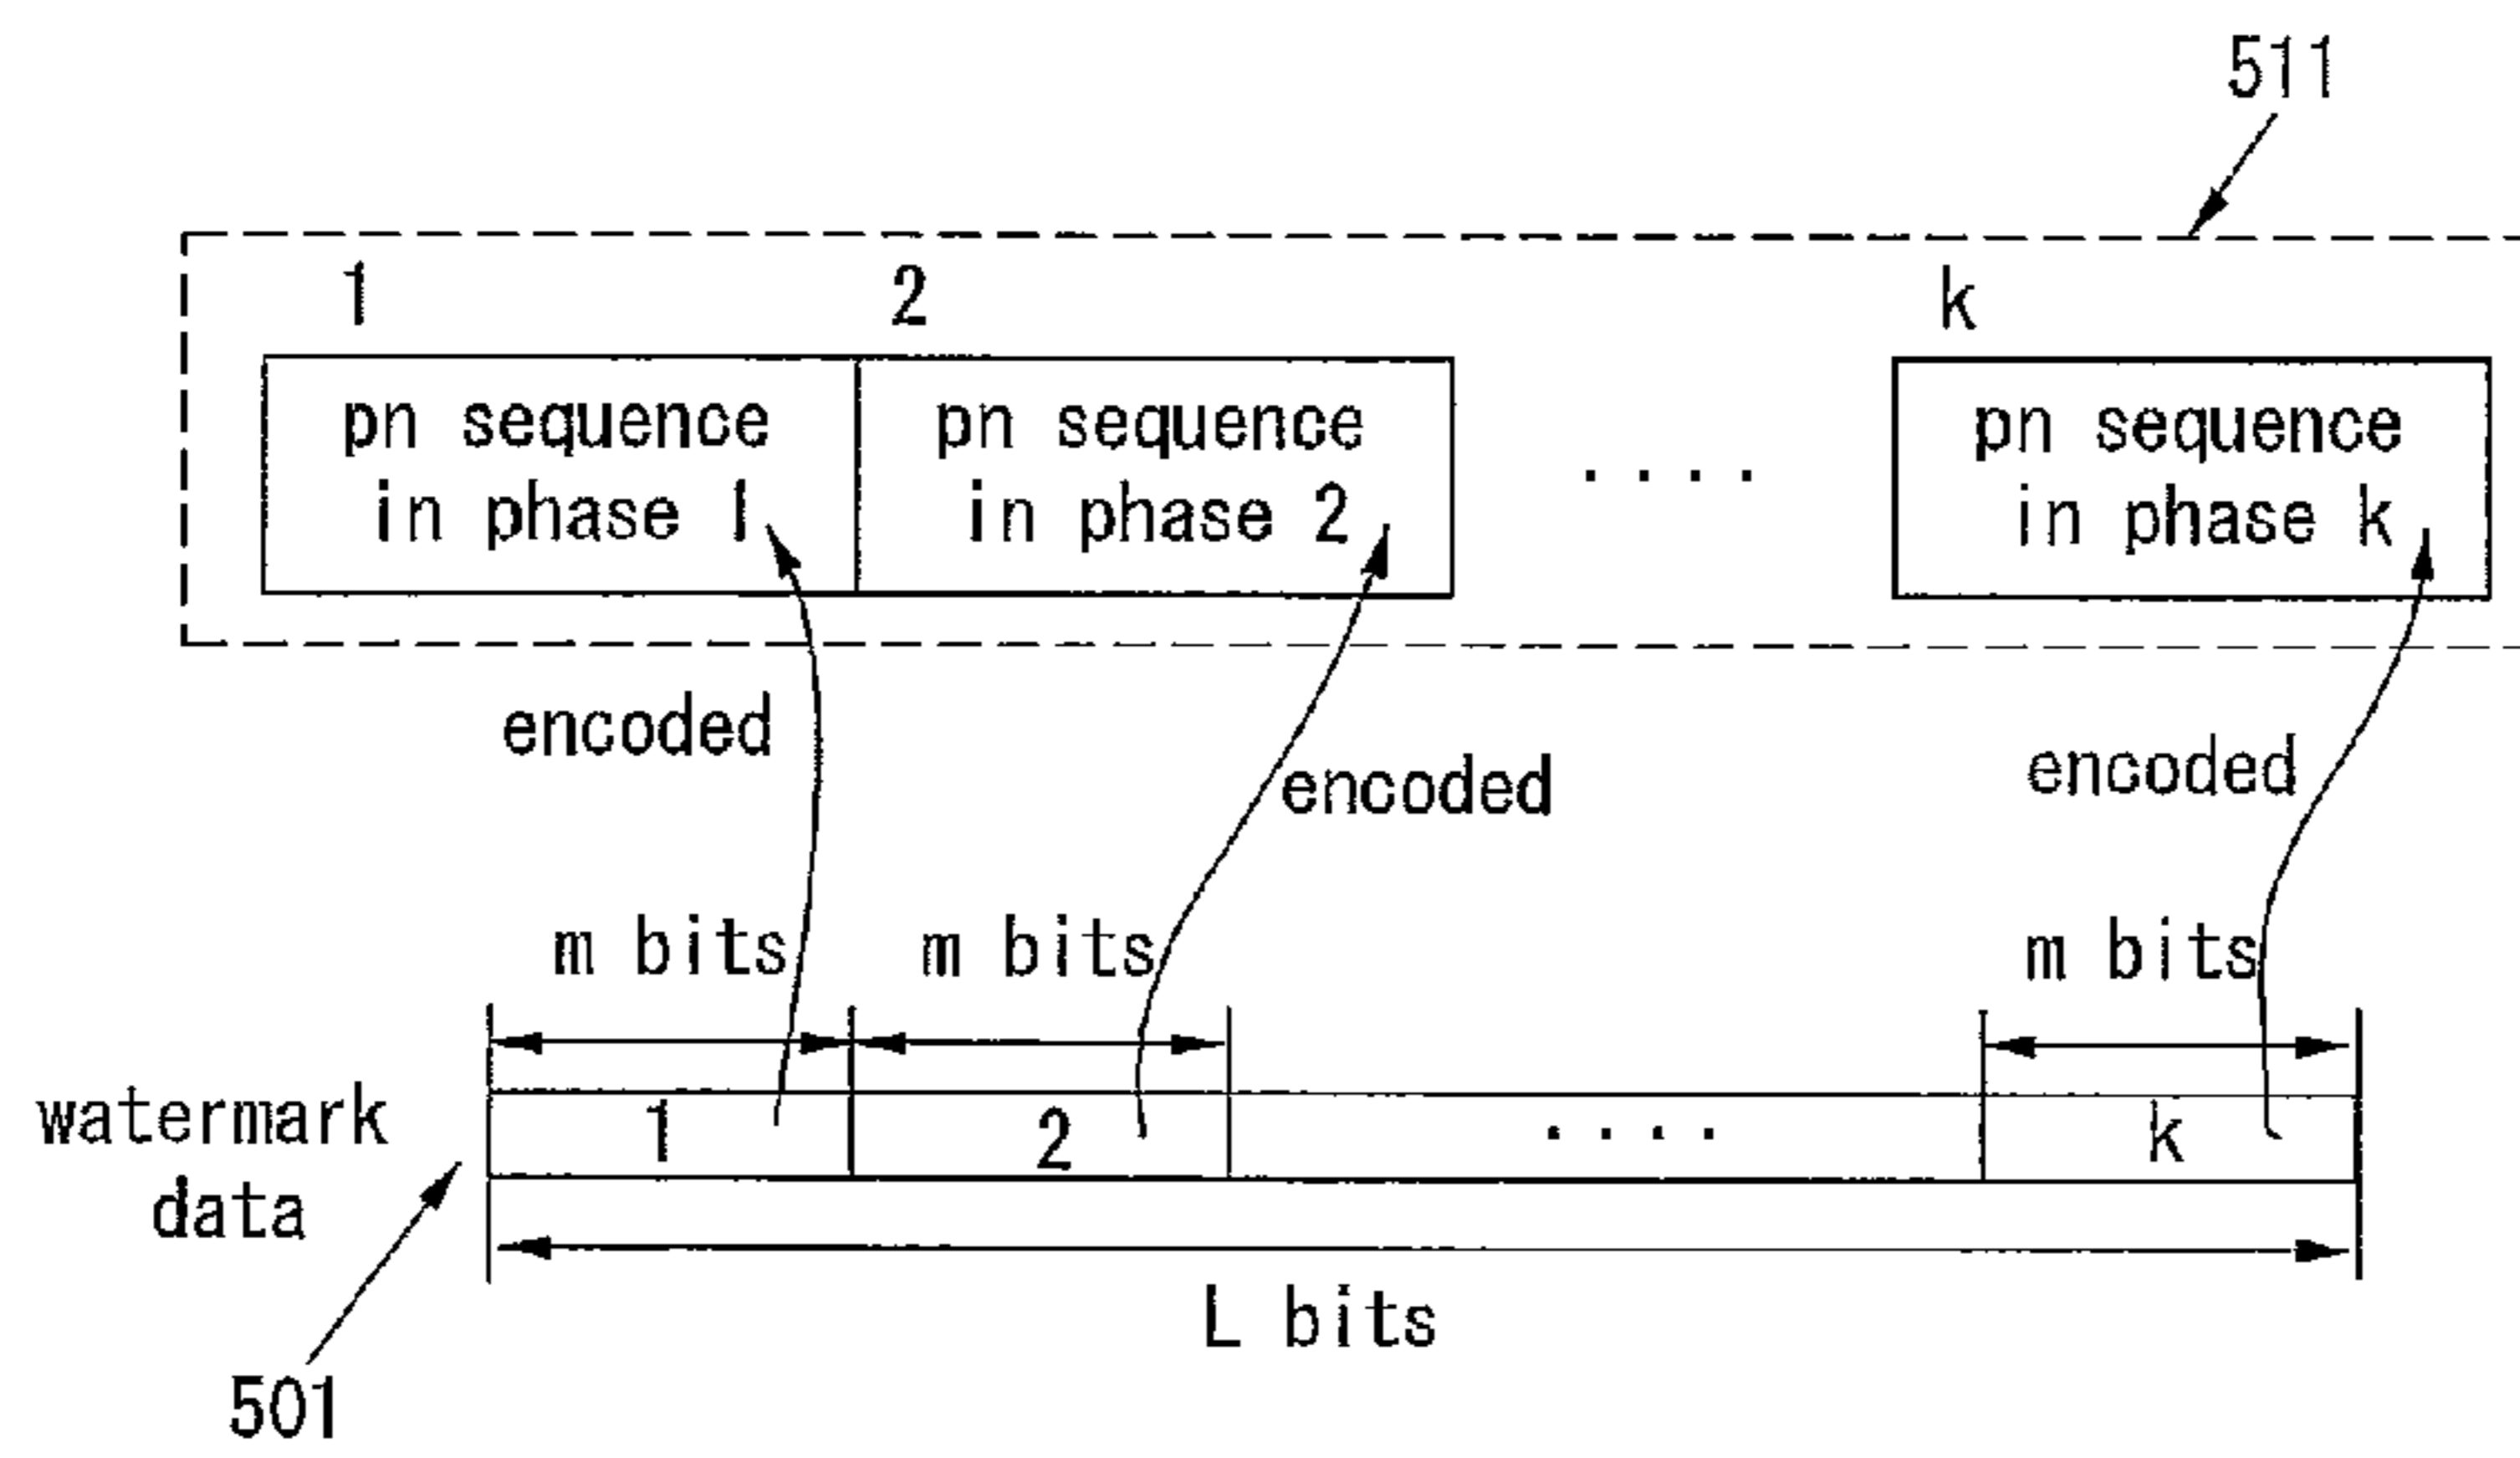 511
1 2 k
pn sequence pn sequence pn sequence
in phase 1 in phase 2 .... in phase k
encoded encoded encoded
m bits m bits m bits
watermark
data
1 2 .... k
L bits
501